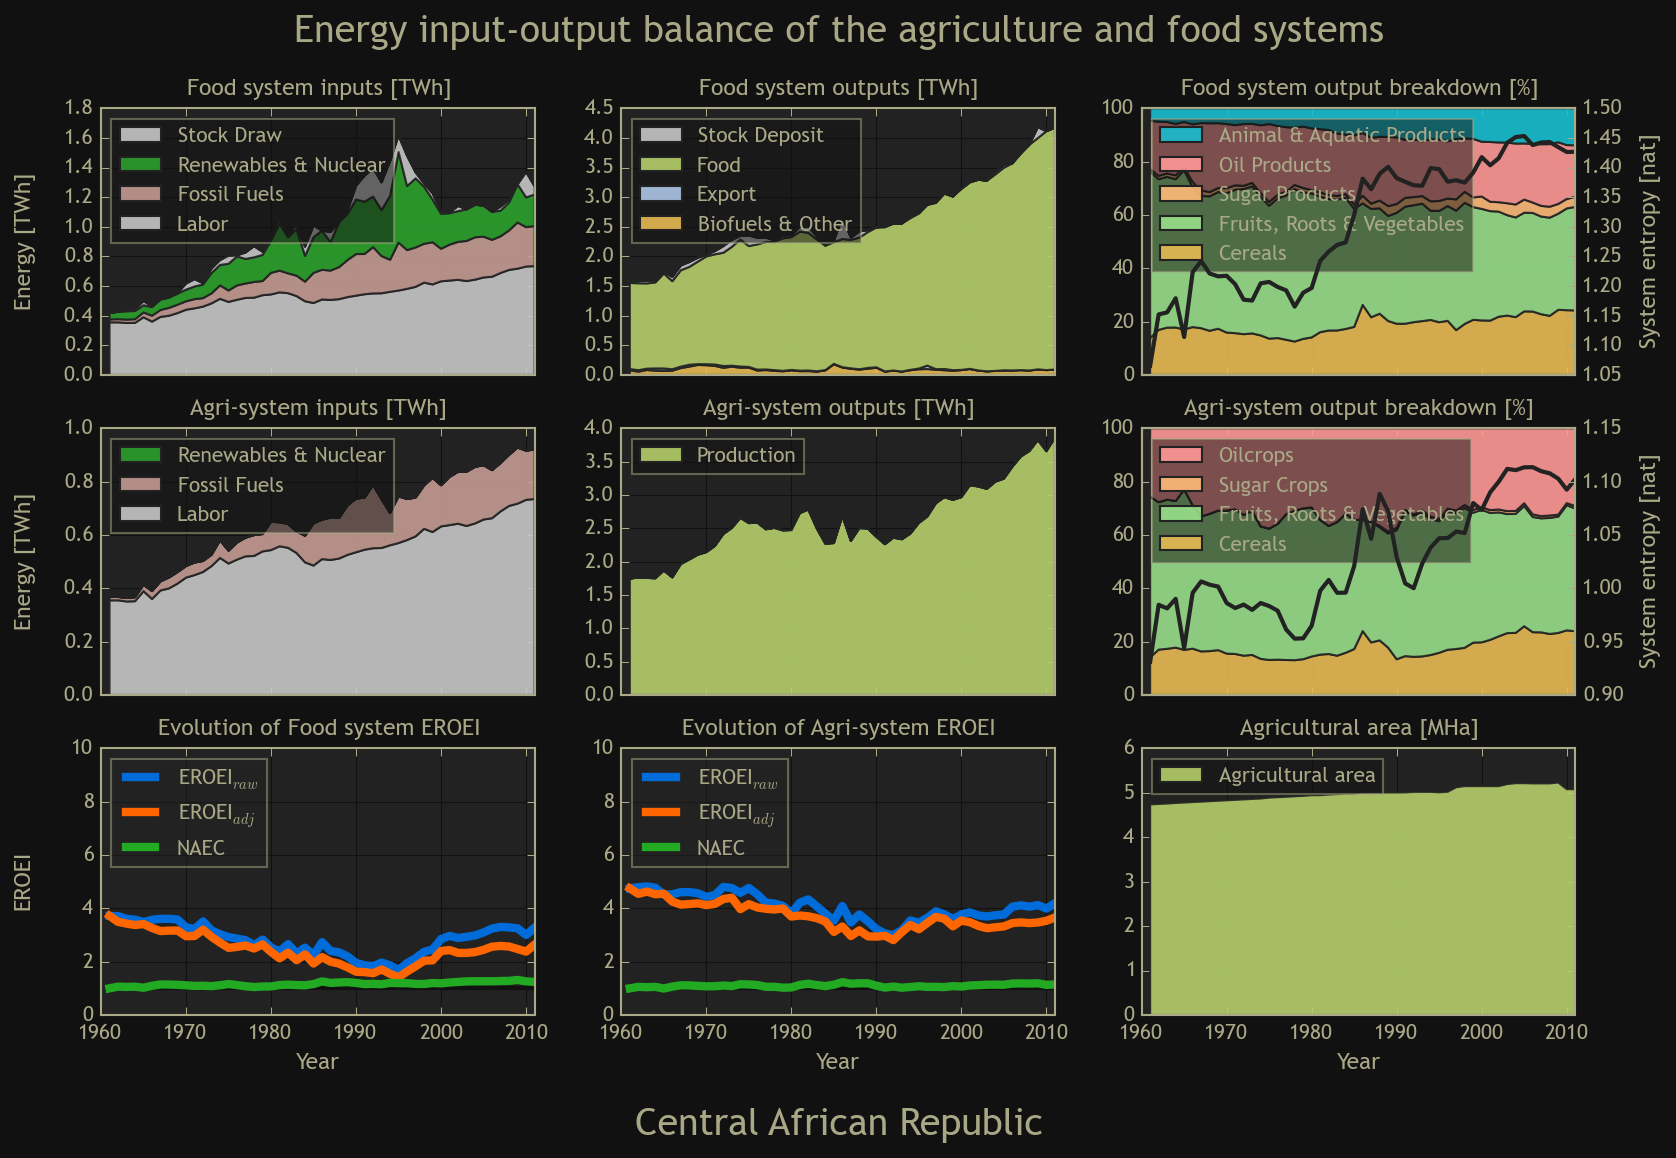 Energy input-output balance of the agriculture and food systems
Food system inputs [TWh]
Energy [TWh]
1.8
1.6
1.4
1.2
1.0
0.8
0.6
0.4
0.2
0.0
Stock Draw
Renewables & Nuclear
Fossil Fuels
Labor
Food system outputs [TWh]
4.5
4.0
3.5
3.0
2.5
2.0
1.5
1.0
0.5
0.0
Stock Deposit
Food
Export
Biofuels & Other
Food system output breakdown [%]
100
80
60
40
20
0
Animal & Aquatic Products
Oil Products
Sugar Products
Fruits, Roots & Vegetables
Cereals
1.50
1.45
1.40
1.35
1.30
1.25
1.20
1.15
1.10
1.05
System entropy [nat]
Agri-system inputs [TWh]
Energy [TWh]
1.0
0.8
0.6
0.4
0.2
0.0
Renewables & Nuclear
Fossil Fuels
Labor
Agri-system outputs [TWh]
4.0
3.5
3.0
2.5
2.0
1.5
1.0
0.5
0.0
Production
Agri-system output breakdown [%]
100
80
60
40
20
0
Oilcrops
Sugar Crops
Fruits, Roots & Vegetables
Cereals
1.15
1.10
1.05
1.00
0.95
0.90
System entropy [nat]
Evolution of Food system EROEI
EROEI
10
8
6
4
2
0
EROEIraw
EROEIadj
NAEC
1960 1970 1980 1990 2000 2010
Year
Evolution of Agri-system EROEI
10
8
6
4
2
0
EROEIraw
EROEIadj
NAEC
1960 1970 1980 1990 2000 2010
Year
Agricultural area [MHa]
6
5
4
3
2
1
0
Agricultural area
1960 1970 1980 1990 2000 2010
Year
Central African Republic